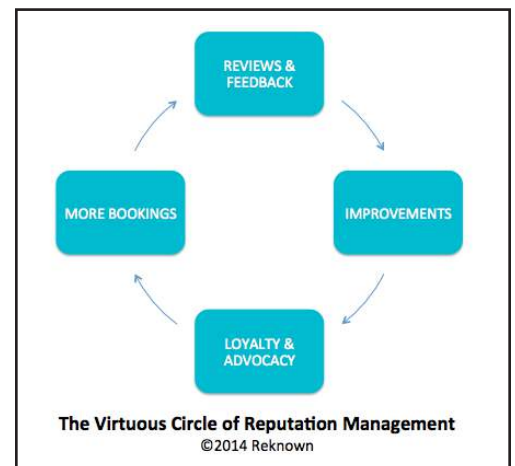 REVIEWS &
FEEDBACK
MORE BOOKINGS
IMPROVEMENTS
LOYALTY &
ADVOCACY
The Virtuous Circle of Reputation Management
©2014 Reknown